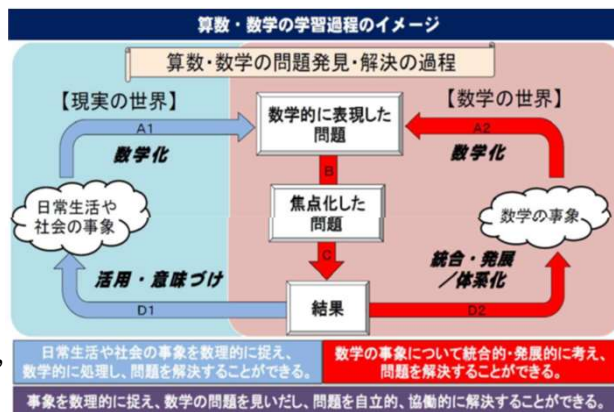 算数・数学の学習過程のイメージ
算数・数学の問題発見・解決の過程
【現実の世界】
【数学の世界】
A1
数学的に表現した
問題
A2
数学化
B
数学化
日常生活や
社会の事象
焦点化した
問題
数学の事象
C
活用・意味づけ
統合・発展
/体系化
結果
D1
D2
日常生活や社会の事象を数理的に捉え、
数学的に処理し、問題を解決することができる。
数学の事象について統合的・発展的に考え、
問題を解決することができる。
事象を数理的に捉え、数学の問題を見いだし、問題を自立的、協働的に解決することができる。